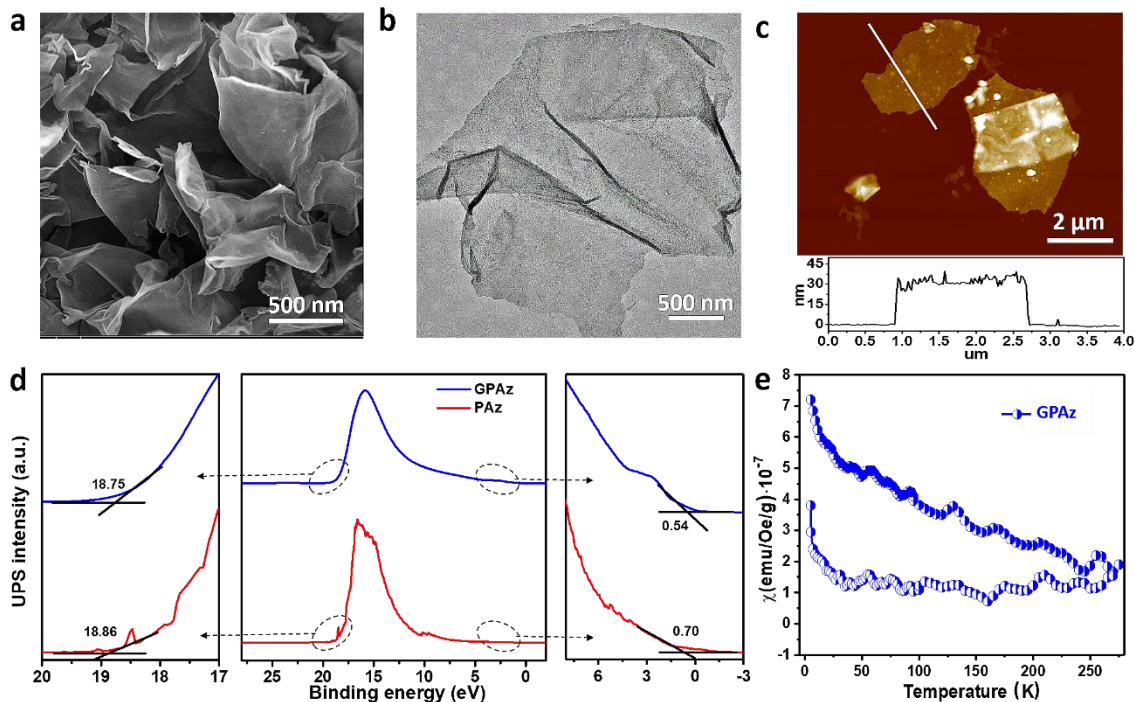 a
500 nm
b
500 nm
c
2 μm
45
30
15
0
nm
0.0 0.5 1.0 1.5 2.0 2.5 3.0 3.5 4.0
um
d
UPS intensity (a.u.)
GPAz
PAz
18.75
0.54
18.86
0.70
20 19 18 17
25 20 15 10 5 0
8 6 4 2 0 -3
Binding energy (eV)
e
GPAz
8
7
6
5
4
3
2
1
0
-1
χ(emu/Oe/g)·10⁻⁷
0 50 100 150 200 250
Temperature (K)